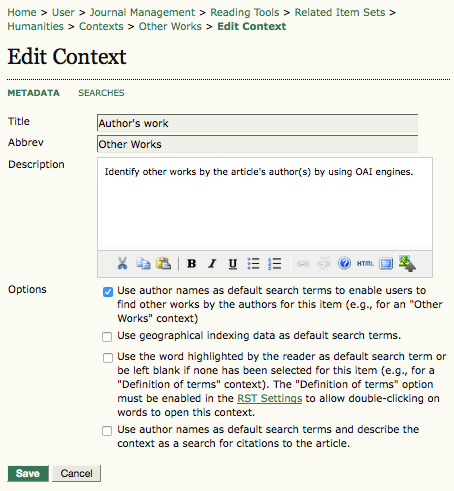 Home > User > Journal Management > Reading Tools > Related Item Sets >
Humanities > Contexts > Other Works > Edit Context
Edit Context
METADATA SEARCHES
Title Author's work
Abbrev Other Works
Description Identify other works by the article's author(s) by using OAI engines.
B I U HTML
Options Use author names as default search terms to enable users to
find other works by the authors for this item (e.g., for an "Other
Works" context)
Use geographical indexing data as default search terms.
Use the word highlighted by the reader as default search term or
be left blank if none has been selected for this item (e.g., for a
"Definition of terms" context). The "Definition of terms" option
must be enabled in the RST Settings to allow double-clicking on
words to open this context.
Use author names as default search terms and describe the
context as a search for citations to the article.
Save Cancel